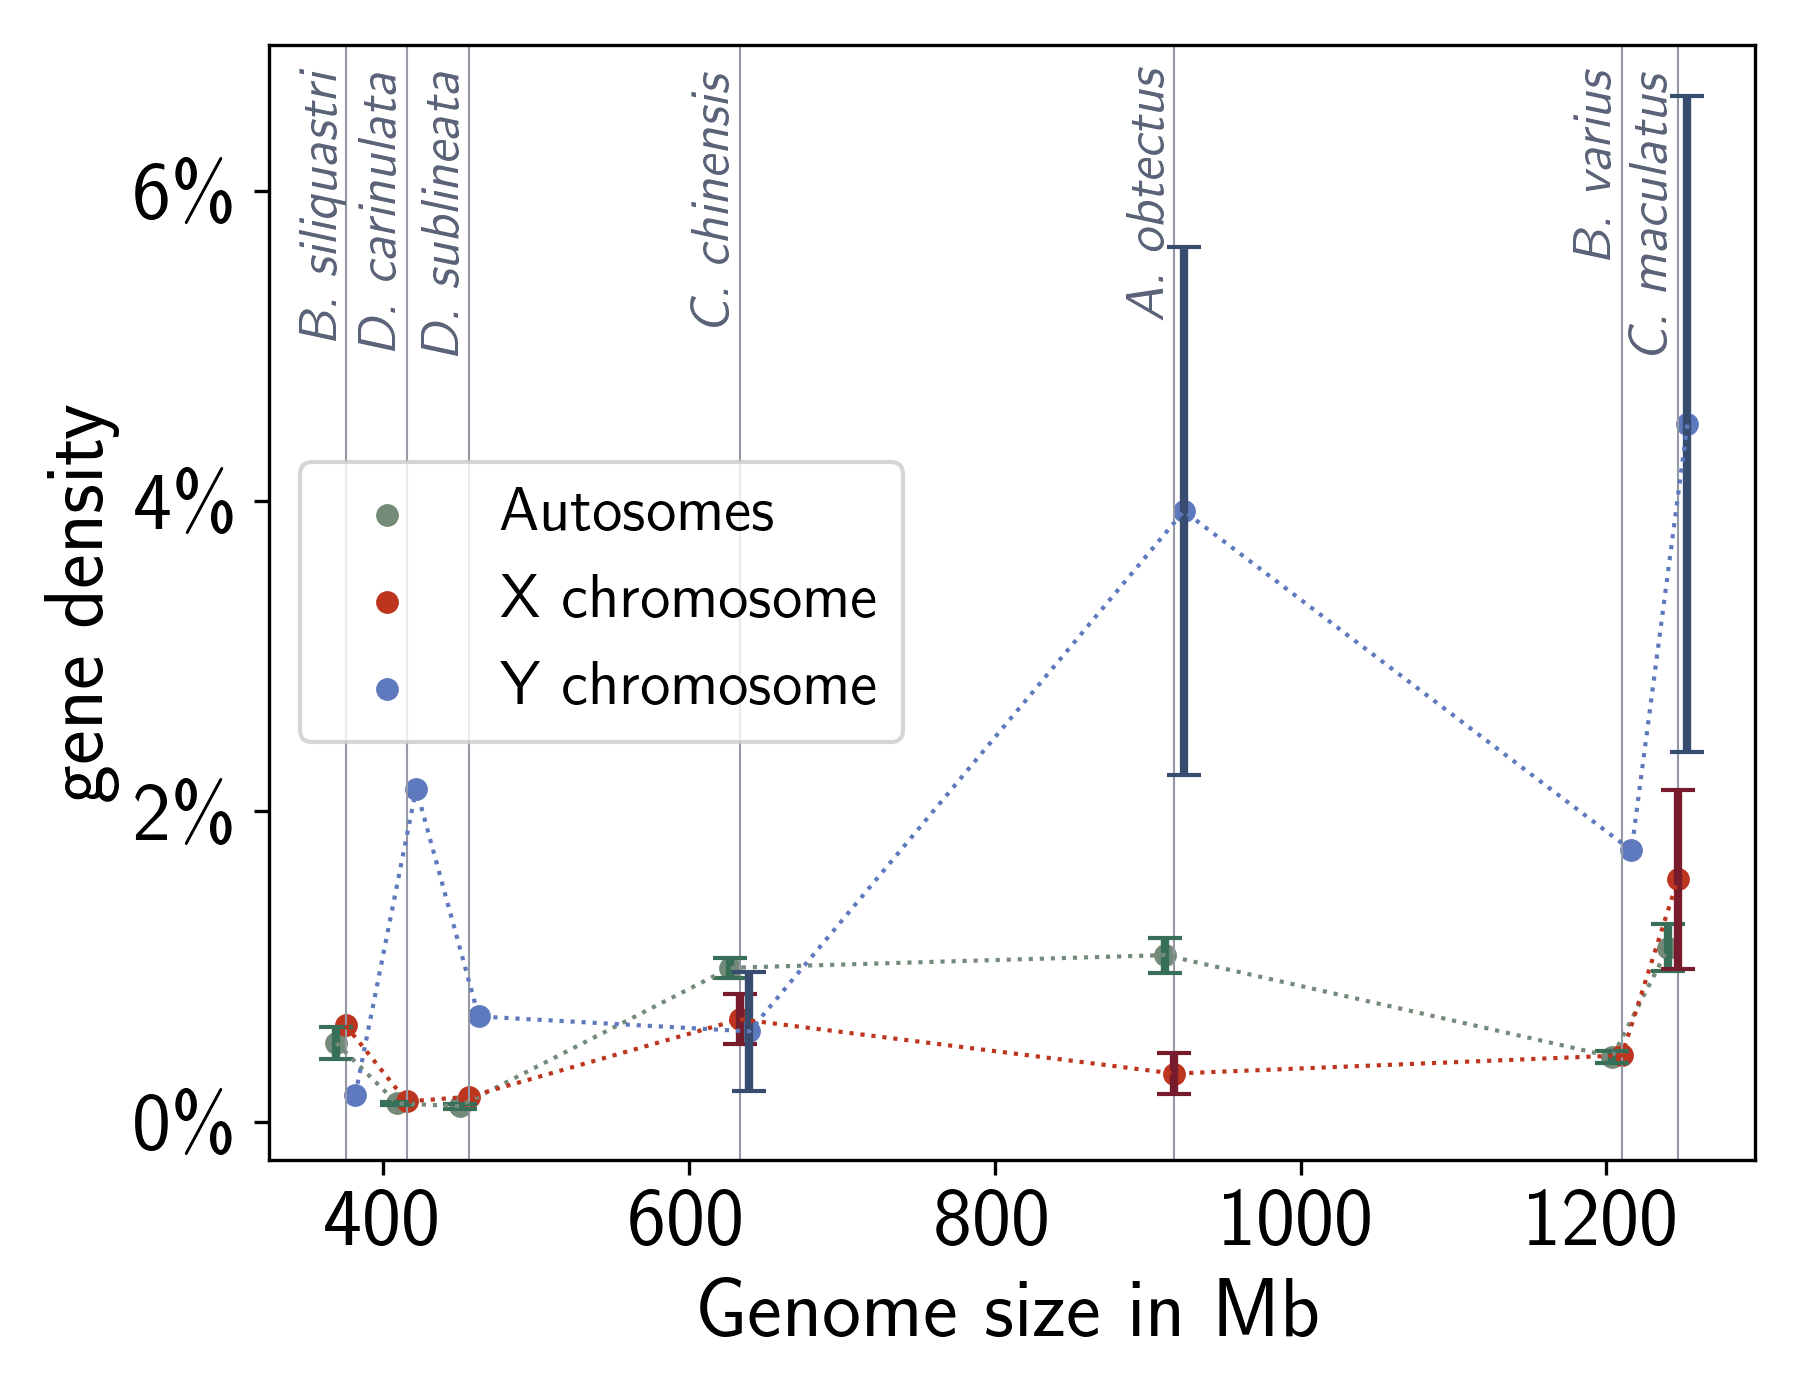 B. siliquastri
D. carinulata
D. sublineata
C. chinensis
A. obtectus
B. varius
C. maculatus
6%
4%
2%
0%
gene density
Autosomes
X chromosome
Y chromosome
400
600
800
1000
1200
Genome size in Mb